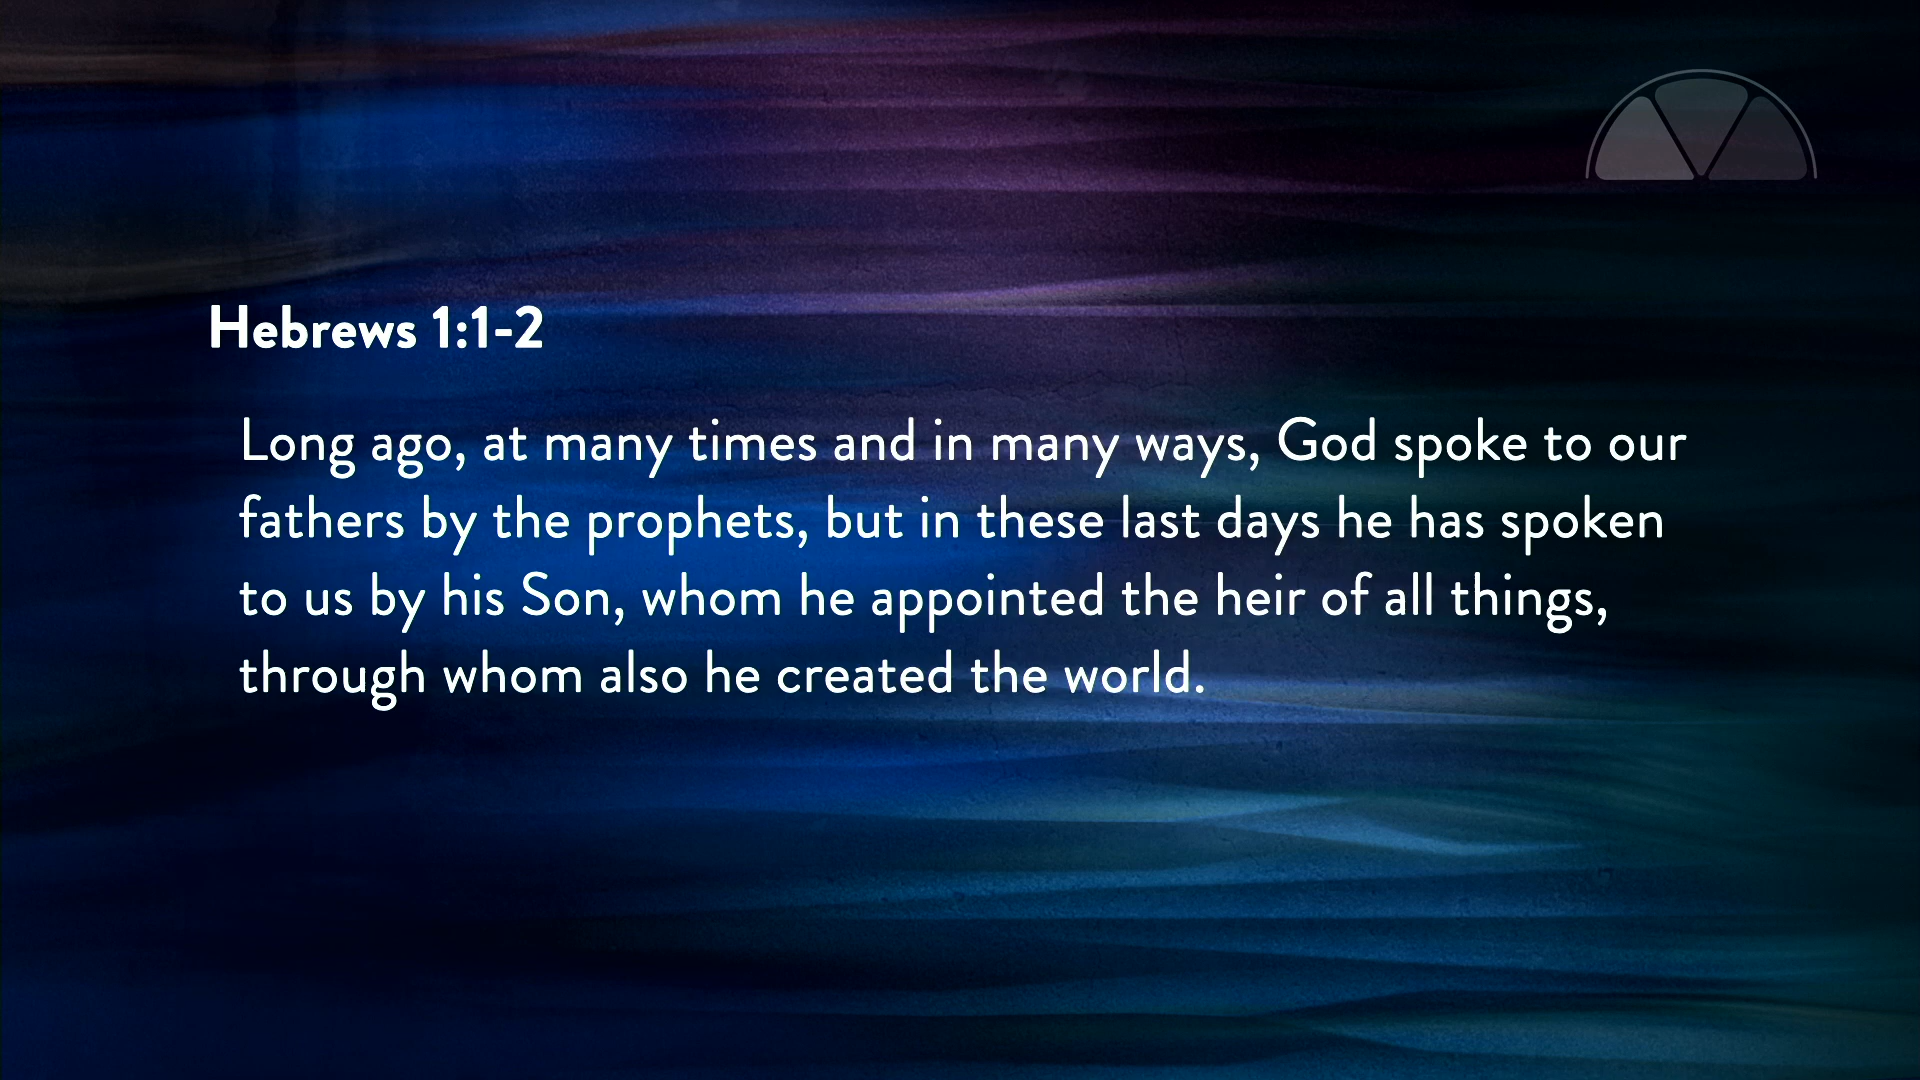 Hebrews 1:1-2
Long ago, at many times and in many ways, God spoke to our
fathers by the prophets, but in these last days he has spoken
to us by his Son, whom he appointed the heir of all things,
through whom also he created the world.